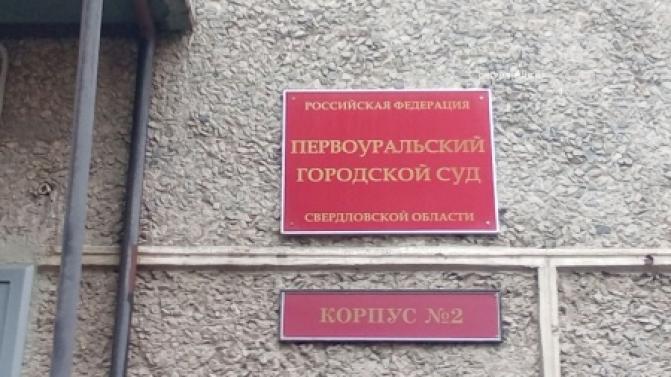 РОССИЙСКАЯ ФЕДЕРАЦИЯ
ПЕРВОУРАЛЬСКИЙ
ГОРОДСКОЙ СУД
СВЕРДЛОВСКОЙ ОБЛАСТИ
КОРПУС №2